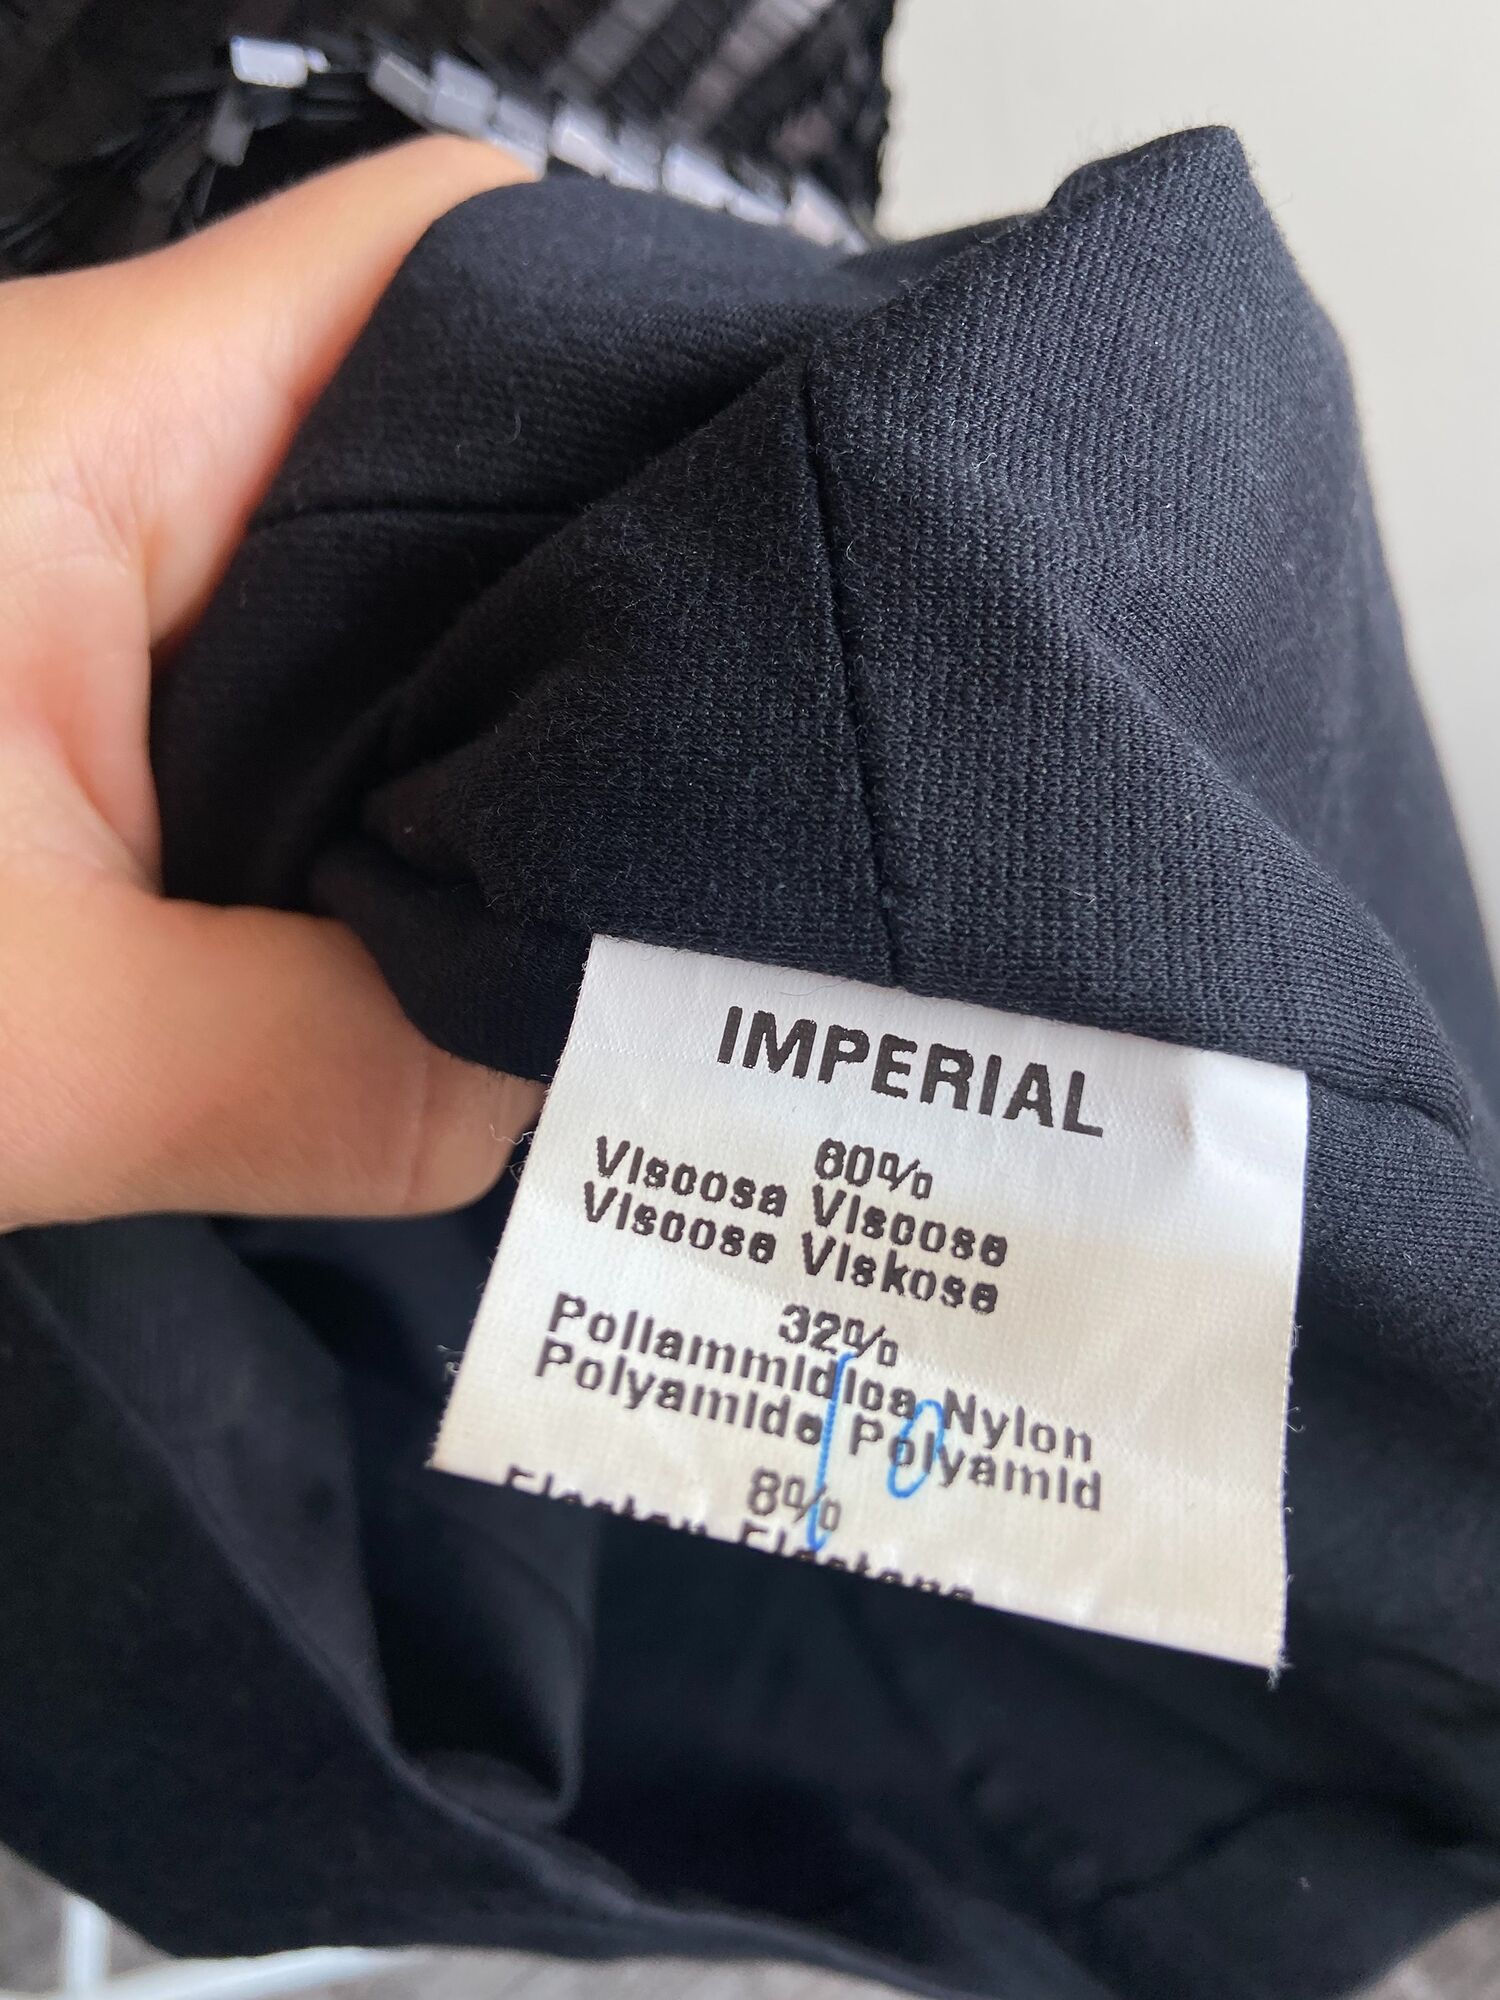 IMPERIAL
60%
Viscosa Viscose
Viscose Viskose
32%
Poliammidica Nylon
Polyamide Polyamid
8%